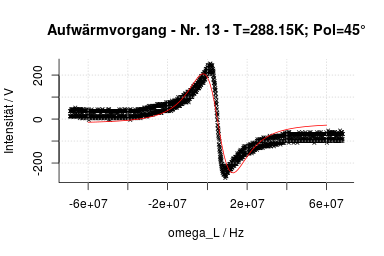 Aufwärmvorgang - Nr. 13 - T=288.15K; Pol=45°
Intensität / V
200
0
-200
-6e+07 -2e+07 2e+07 6e+07
omega_L / Hz